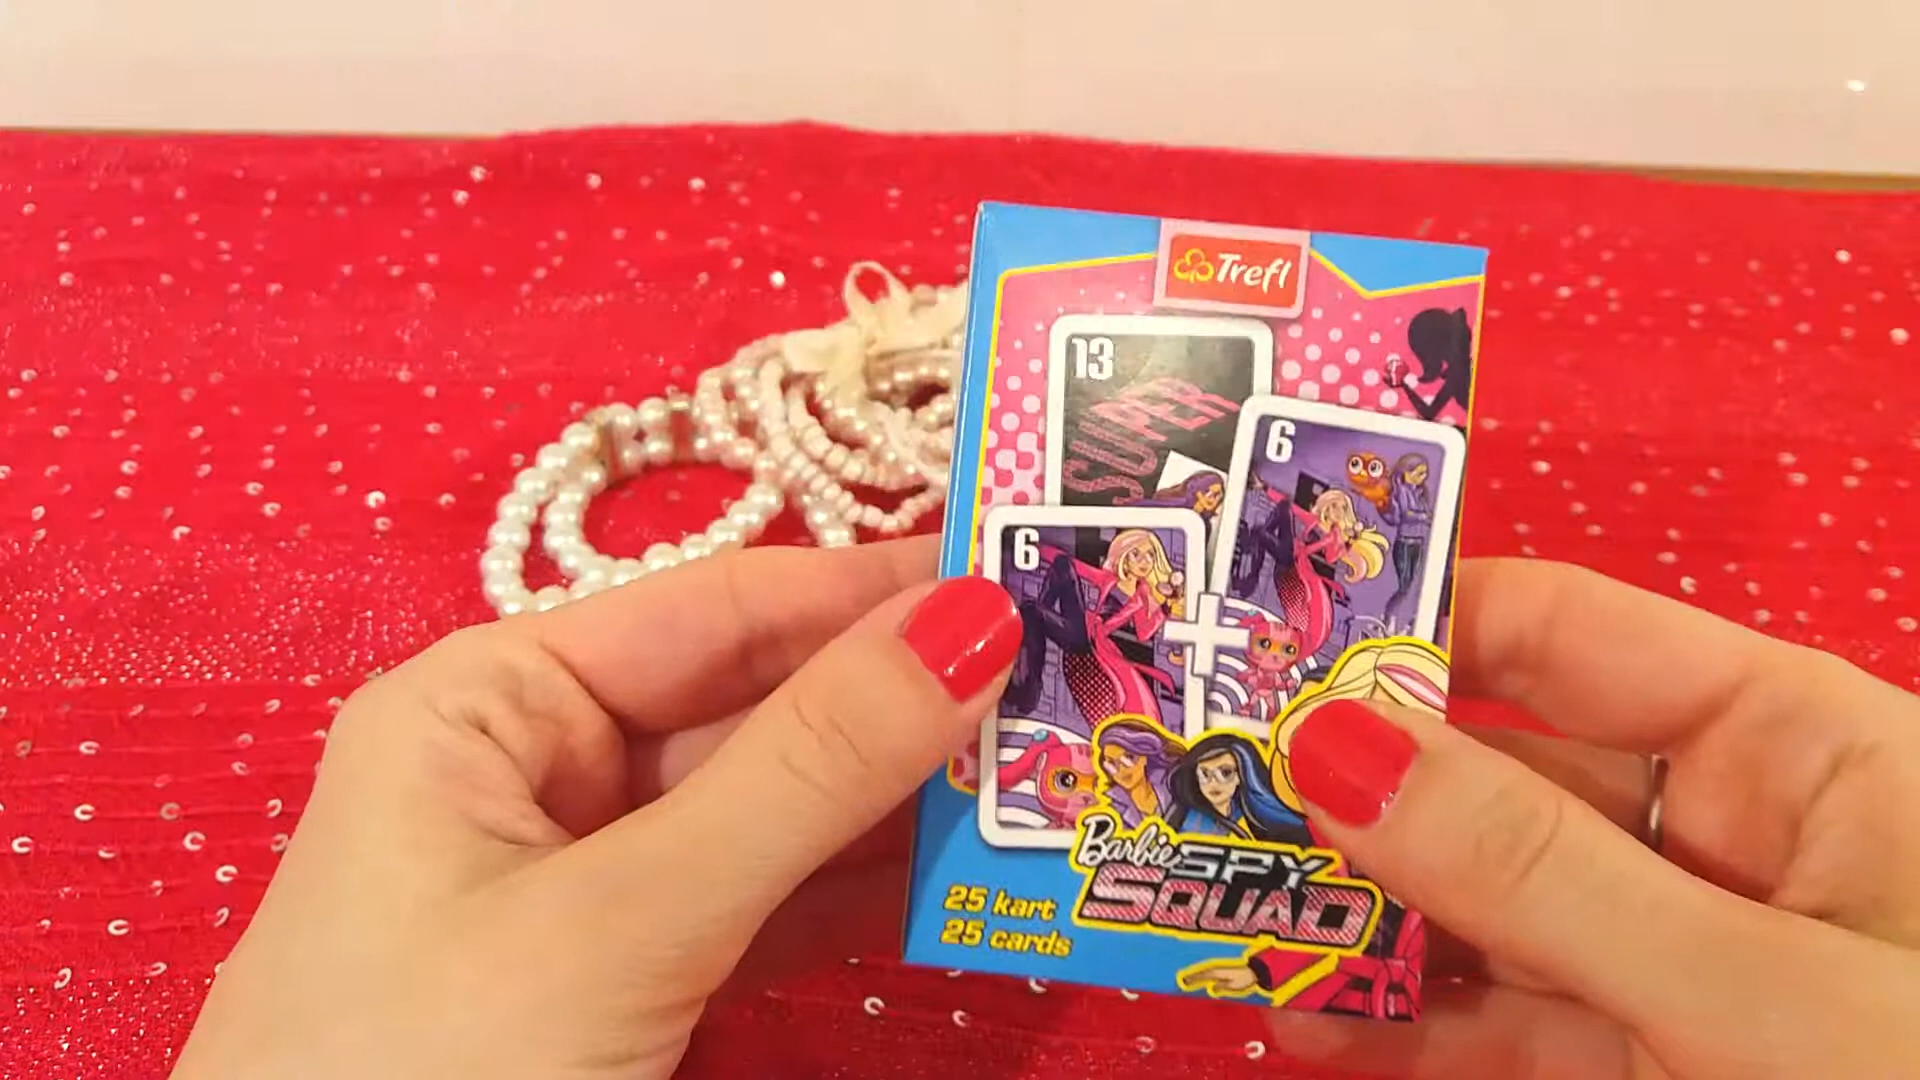 Trefl
13
SUPER
6
6
Barbie
SPY
SQUAD
25 kart
25 cards